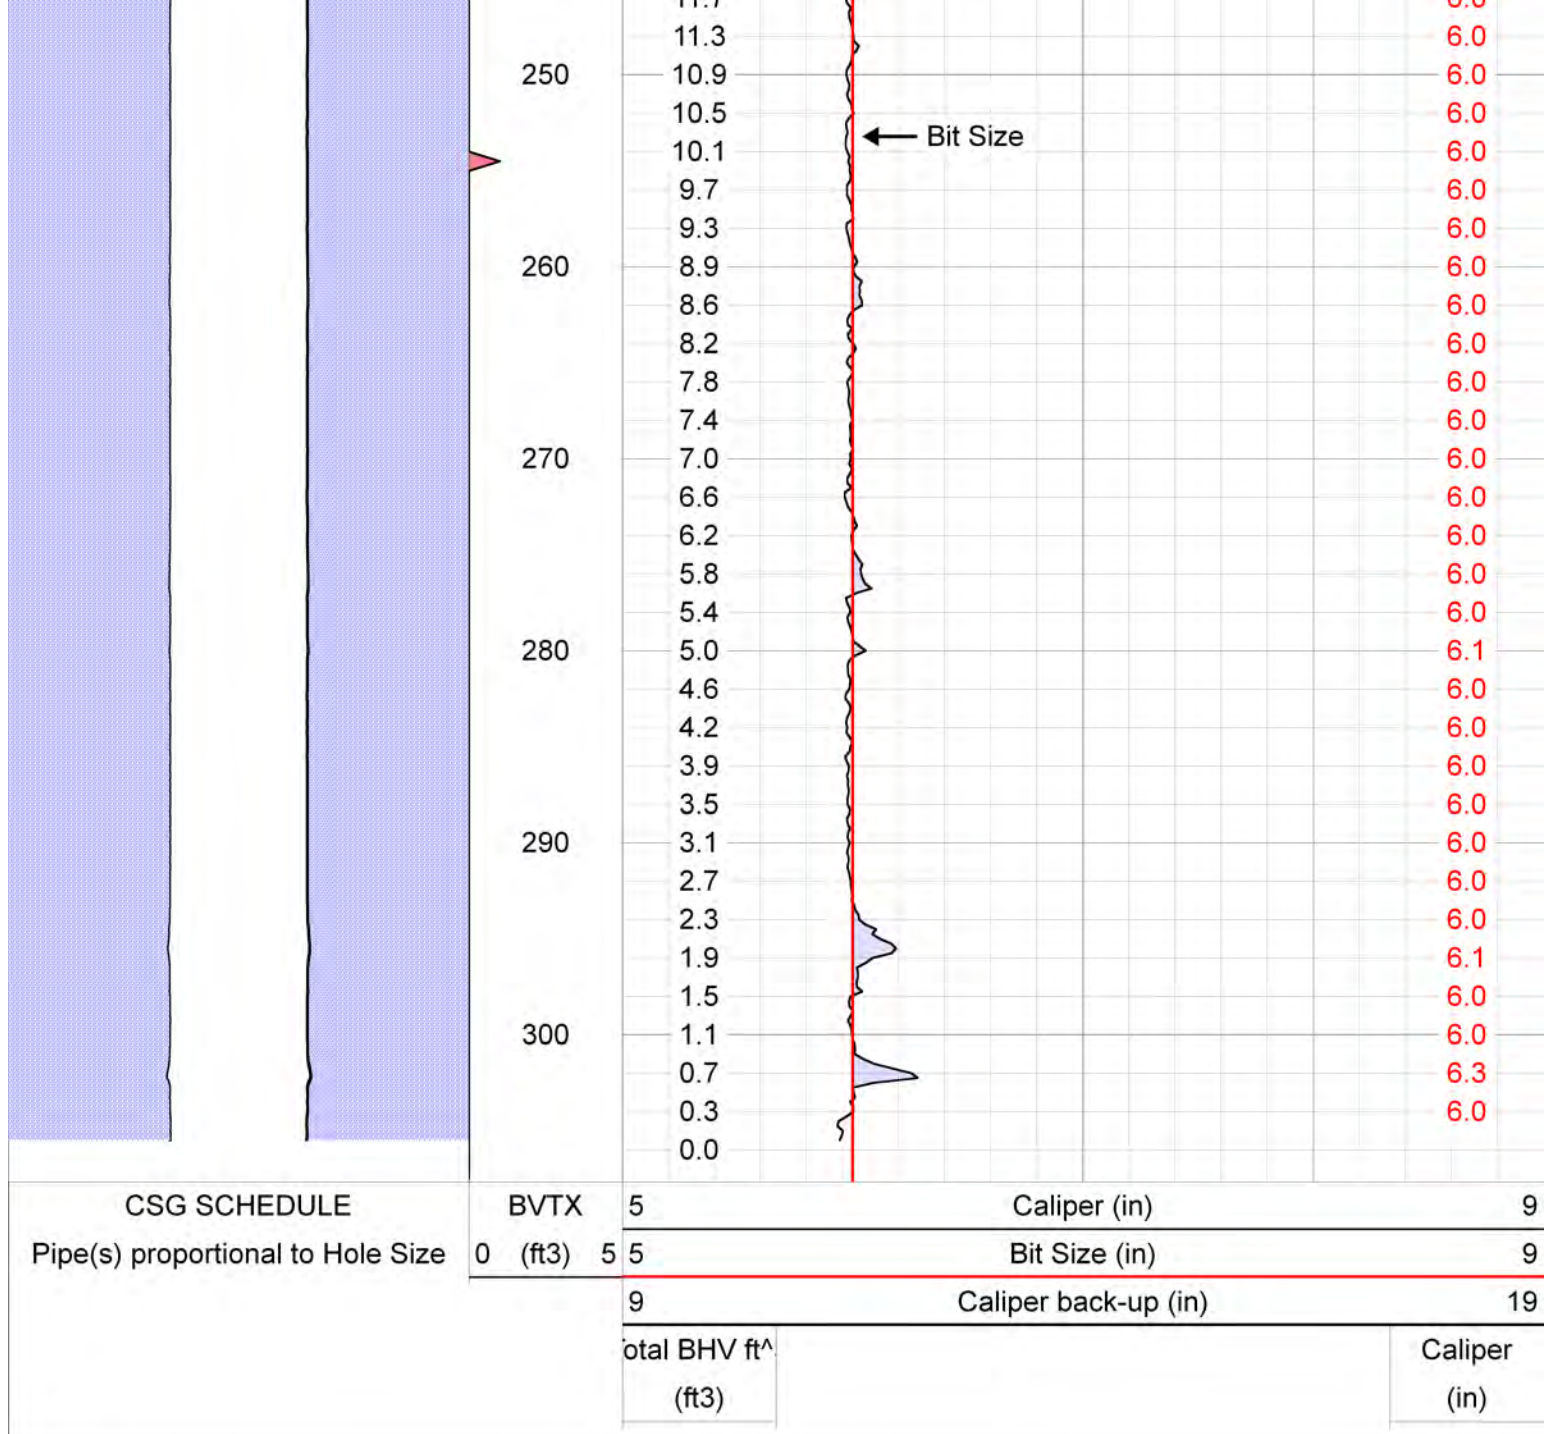 11.3 6.0
250 10.9 6.0
10.5 6.0
Bit Size
10.1 6.0
9.7 6.0
9.3 6.0
260 8.9 6.0
8.6 6.0
8.2 6.0
7.8 6.0
7.4 6.0
270 7.0 6.0
6.6 6.0
6.2 6.0
5.8 6.0
5.4 6.0
280 5.0 6.1
4.6 6.0
4.2 6.0
3.9 6.0
3.5 6.0
290 3.1 6.0
2.7 6.0
2.3 6.0
1.9 6.1
1.5 6.0
300 1.1 6.0
0.7 6.3
0.3 6.0
0.0
CSG SCHEDULE BVTX 5 Caliper (in) 9
Pipe(s) proportional to Hole Size 0 (ft3) 5 5 Bit Size (in) 9
9 Caliper back-up (in) 19
BHV ft^ Caliper
(ft3) (in)